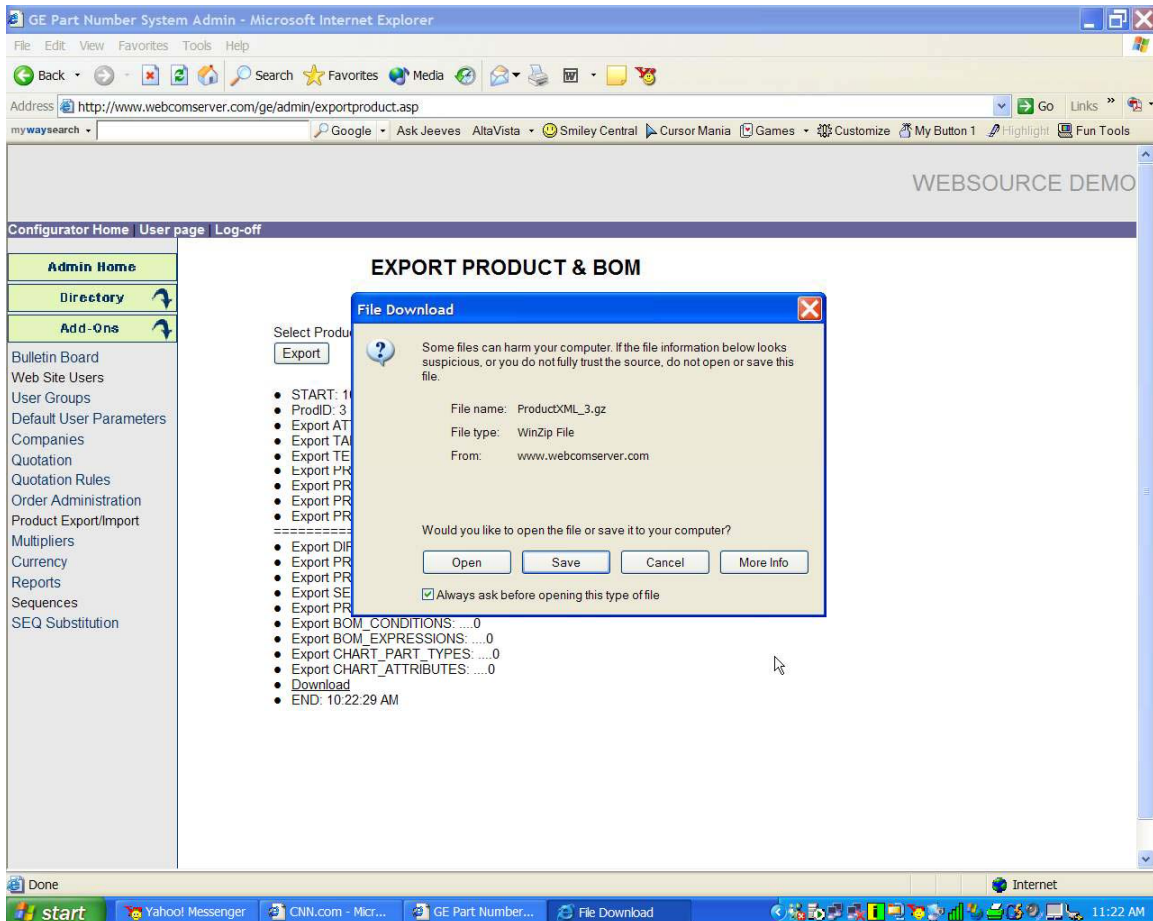 GE Part Number System Admin - Microsoft Internet Explorer
File Edit View Favorites Tools Help
Back Search Favorites Media
Address http://www.webcomserver.com/ge/admin/exportproduct.asp Go Links »
mywaysearch Google Ask Jeeves AltaVista Smiley Central Cursor Mania Games Customize My Button 1 Highlight Fun Tools
WEBSOURCE DEMO
Configurator Home | User page | Log-off
Admin Home
Directory
Add-Ons
Bulletin Board
Web Site Users
User Groups
Default User Parameters
Companies
Quotation
Quotation Rules
Order Administration
Product Export/Import
Multipliers
Currency
Reports
Sequences
SEQ Substitution
EXPORT PRODUCT & BOM
Select Produ
Export
START: 1
ProdID: 3
Export AT
Export TA
Export TE
Export PR
Export PR
Export PR
Export PR
==========
Export DIF
Export PR
Export PR
Export SE
Export PR
Export BOM_CONDITIONS: ....0
Export BOM_EXPRESSIONS: ....0
Export CHART_PART_TYPES: ....0
Export CHART_ATTRIBUTES: ....0
Download
END: 10:22:29 AM
File Download
Some files can harm your computer. If the file information below looks
suspicious, or you do not fully trust the source, do not open or save this
file.
File name: ProductXML_3.gz
File type: WinZip File
From: www.webcomserver.com
Would you like to open the file or save it to your computer?
Open Save Cancel More Info
Always ask before opening this type of file
Done Internet
start Yahoo! Messenger CNN.com - Micr... GE Part Number... File Download 11:22 AM